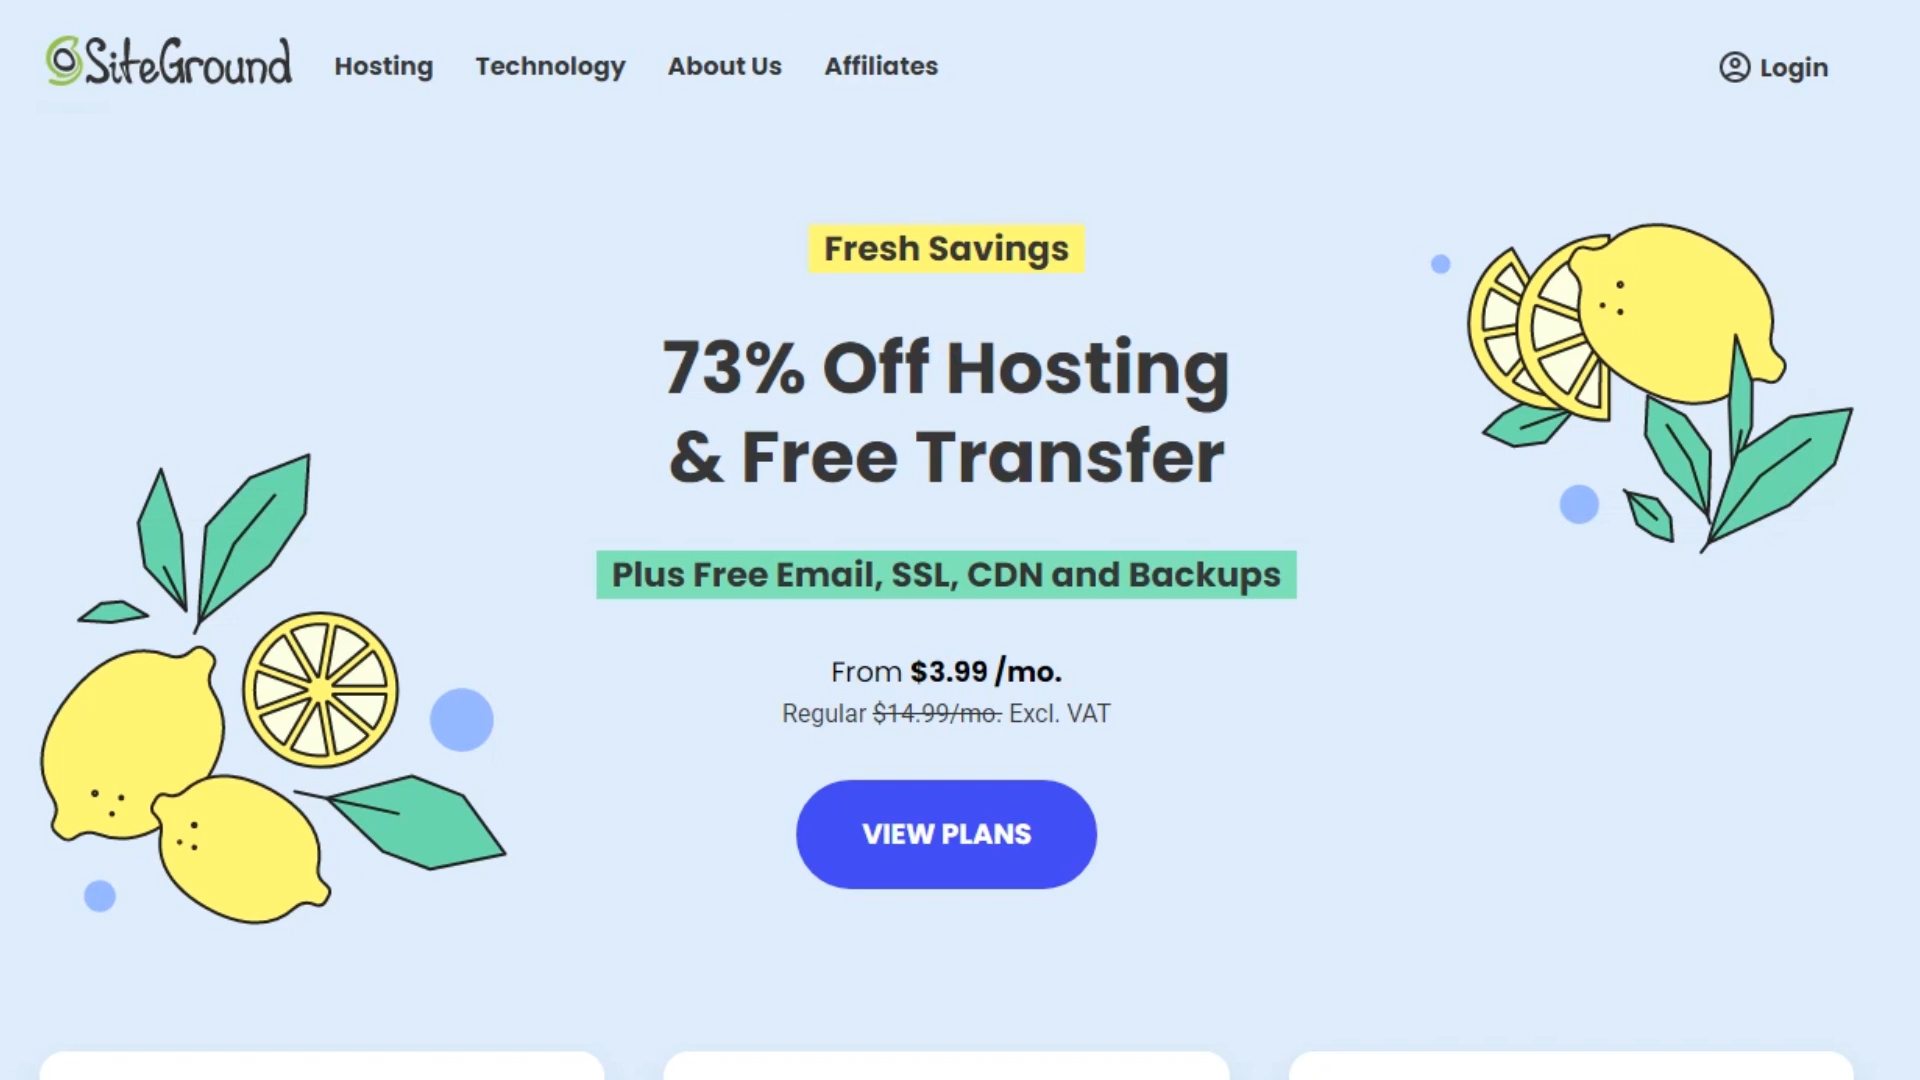 SiteGround
Hosting
Technology
About Us
Affiliates
Login
Fresh Savings
73% Off Hosting
& Free Transfer
Plus Free Email, SSL, CDN and Backups
From $3.99 /mo.
Regular $14.99/mo. Excl. VAT
VIEW PLANS